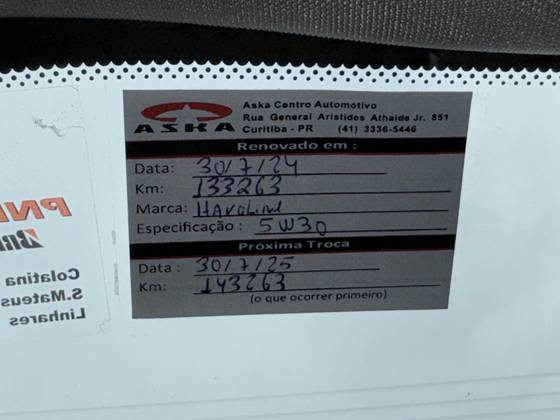 Aska Centro Automotivo
Rua General Aristides Athaide Jr. 851
ASKA Curitiba - PR (41) 3336-5446
Renovado em :
Data: 30/7/24
Km: 133263
Marca: HAVOLINE
Especificação : 5W30
Próxima Troca
Data : 30/7/25
Km: 143263
(o que ocorrer primeiro)
Colatina
S.Mateus
Linhares